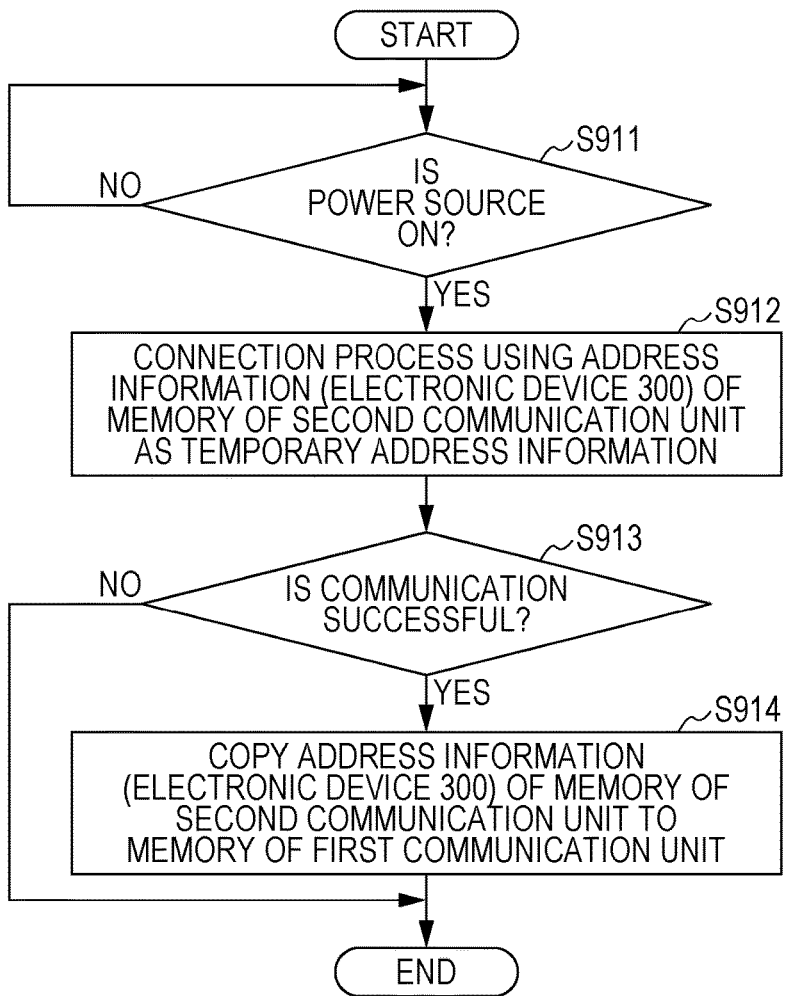 START
S911
IS
POWER SOURCE
ON?
NO
YES
S912
CONNECTION PROCESS USING ADDRESS
INFORMATION (ELECTRONIC DEVICE 300) OF
MEMORY OF SECOND COMMUNICATION UNIT
AS TEMPORARY ADDRESS INFORMATION
S913
NO
IS COMMUNICATION
SUCCESSFUL?
YES
S914
COPY ADDRESS INFORMATION
(ELECTRONIC DEVICE 300) OF MEMORY OF
SECOND COMMUNICATION UNIT TO
MEMORY OF FIRST COMMUNICATION UNIT
END